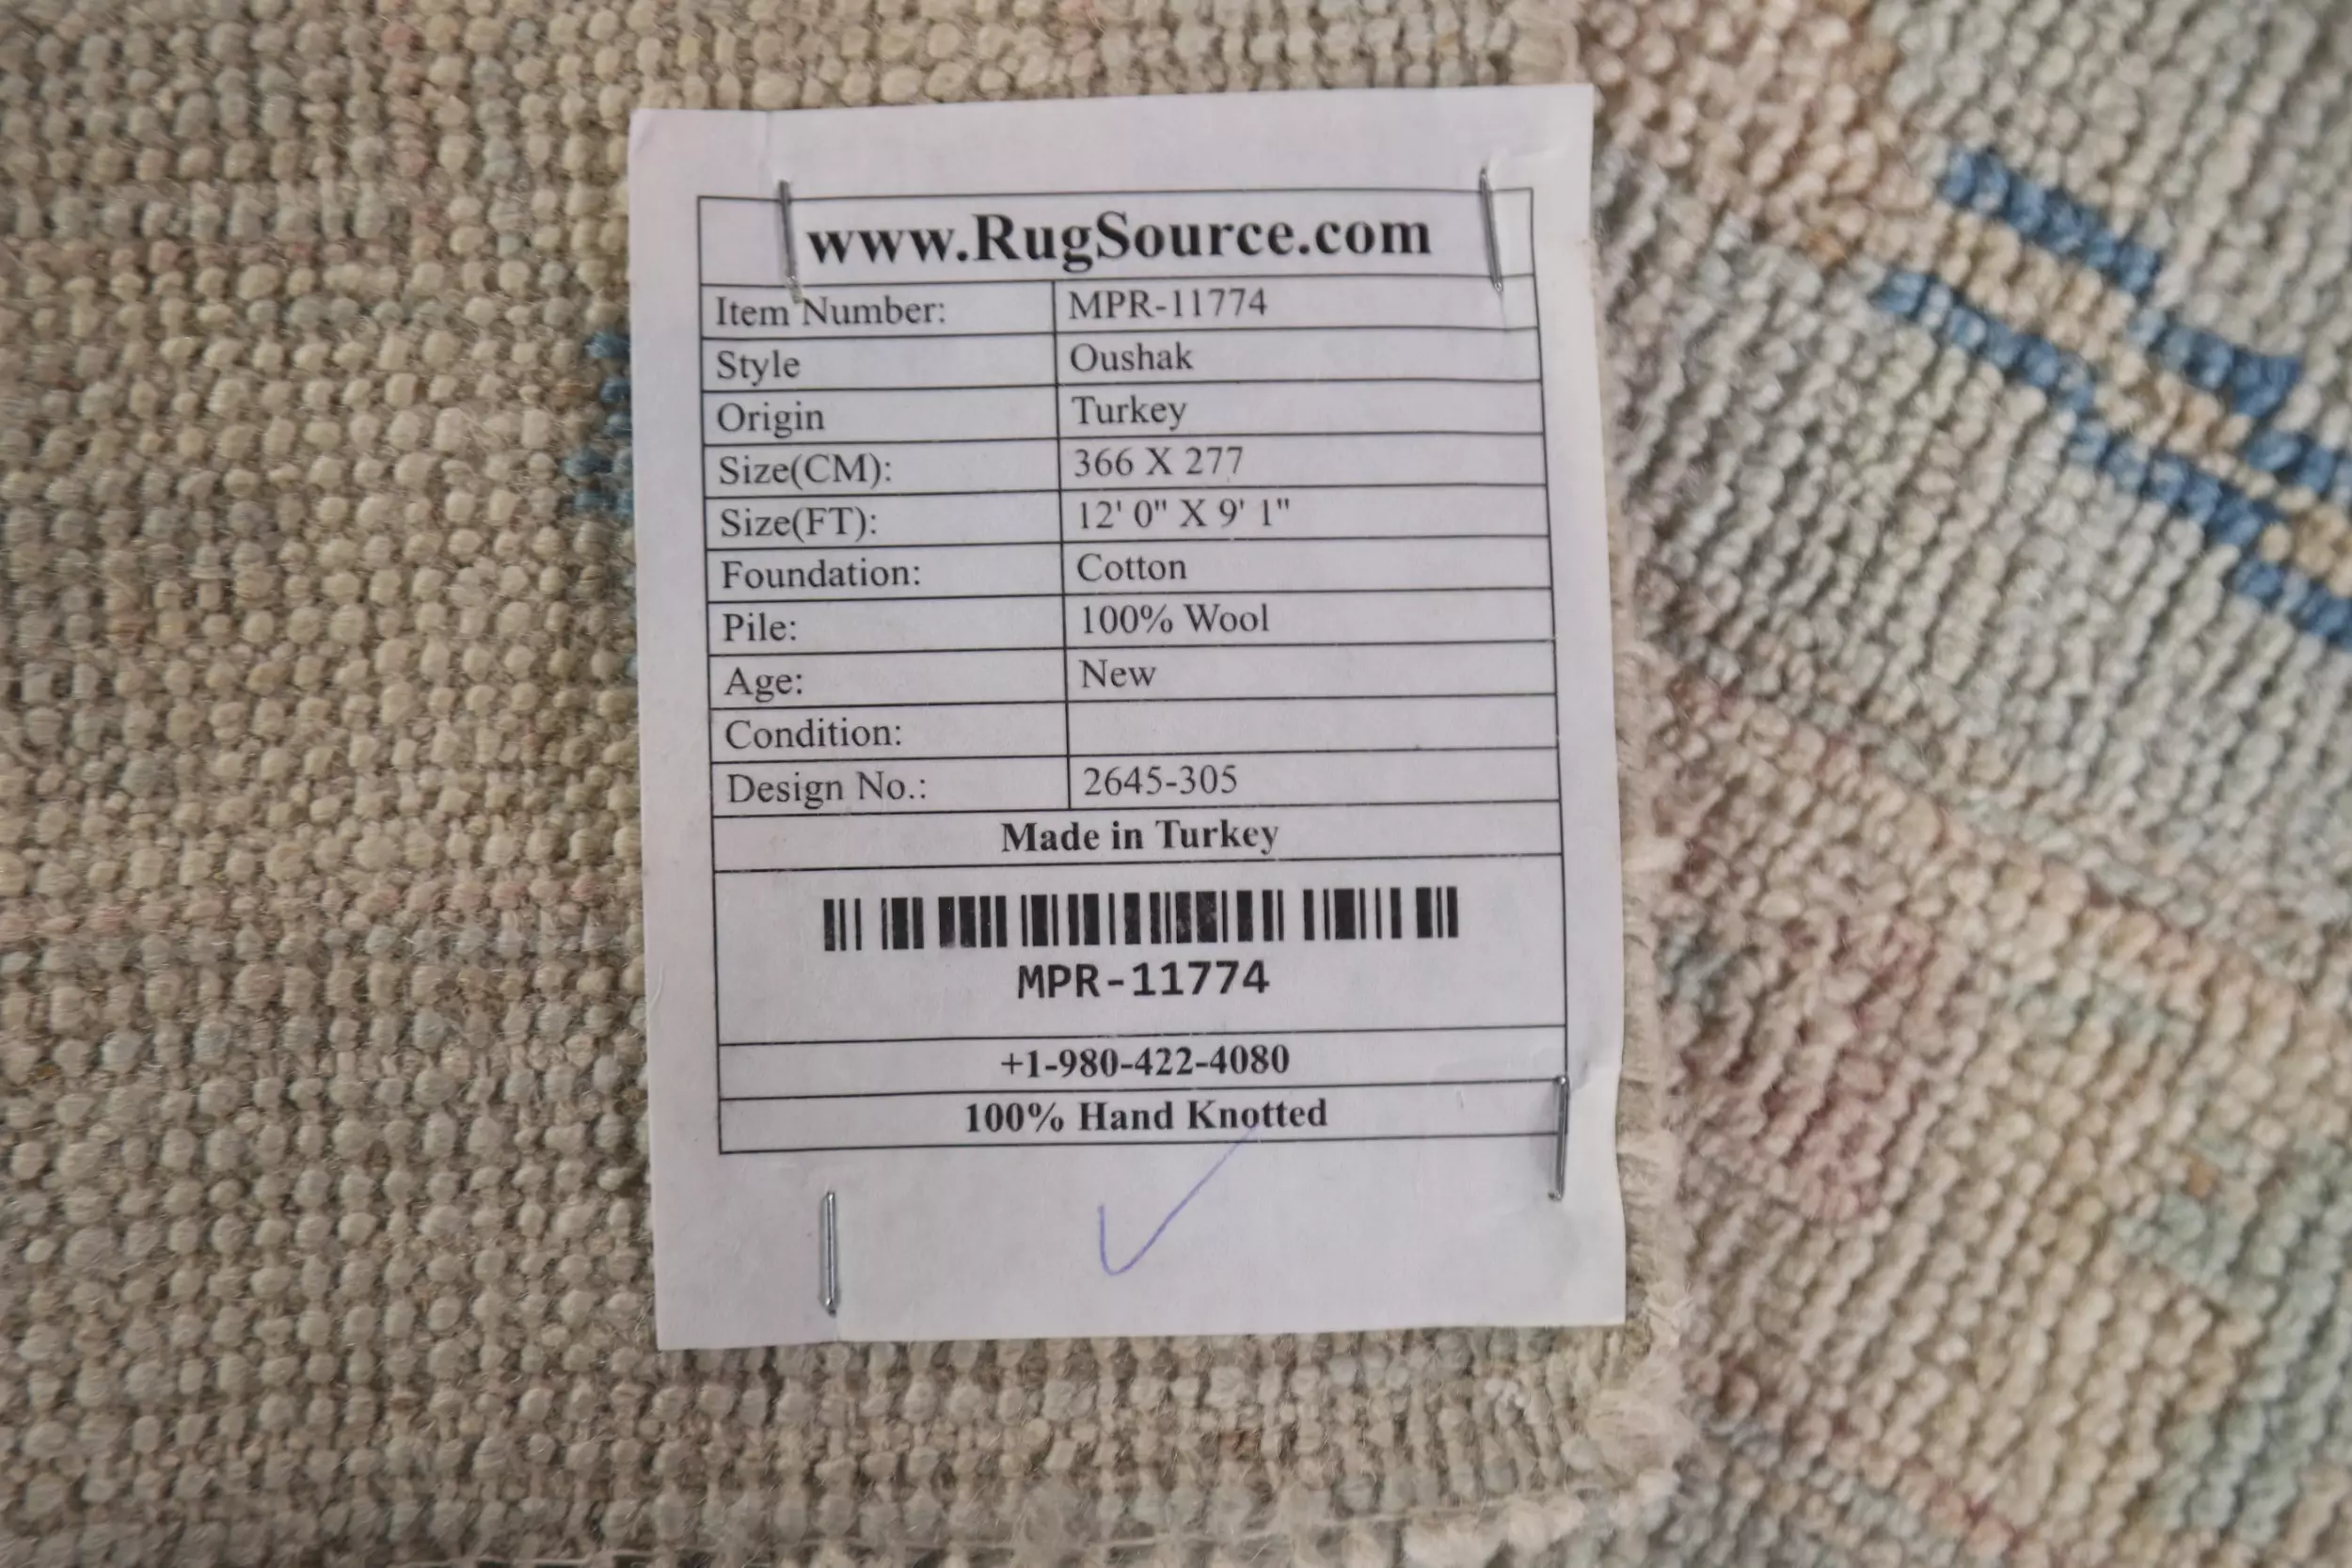 www.RugSource.com
Item Number: MPR-11774
Style Oushak
Origin Turkey
Size(CM): 366 X 277
Size(FT): 12' 0" X 9' 1"
Foundation: Cotton
Pile: 100% Wool
Age: New
Condition:
Design No.: 2645-305
Made in Turkey
MPR-11774
+1-980-422-4080
100% Hand Knotted